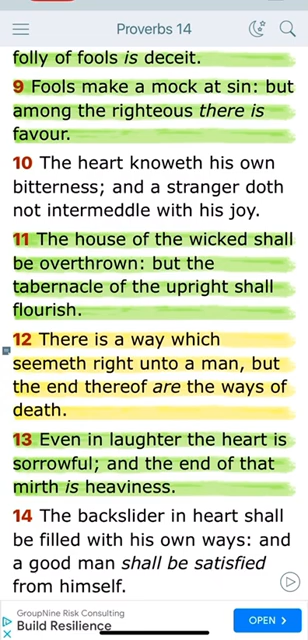 Proverbs 14
folly of fools is deceit.
9 Fools make a mock at sin: but
among the righteous there is
favour.
10 The heart knoweth his own
bitterness; and a stranger doth
not intermeddle with his joy.
11 The house of the wicked shall
be overthrown: but the
tabernacle of the upright shall
flourish.
12 There is a way which
seemeth right unto a man, but
the end thereof are the ways of
death.
13 Even in laughter the heart is
sorrowful; and the end of that
mirth is heaviness.
14 The backslider in heart shall
be filled with his own ways: and
a good man shall be satisfied
from himself.
GroupNine Risk Consulting
Build Resilience
OPEN